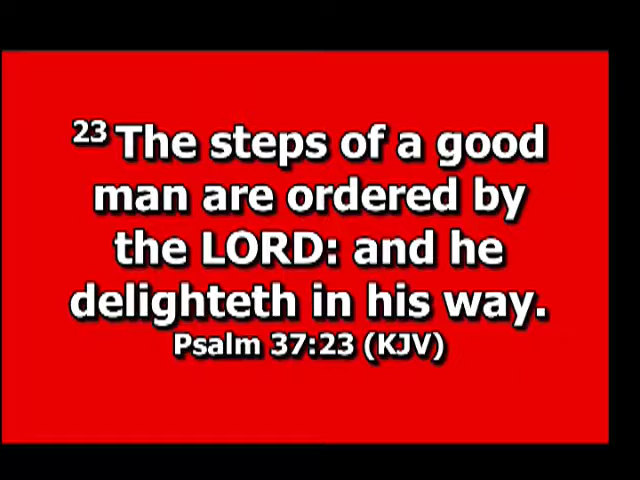 23 The steps of a good
man are ordered by
the LORD: and he
delighteth in his way.
Psalm 37:23 (KJV)